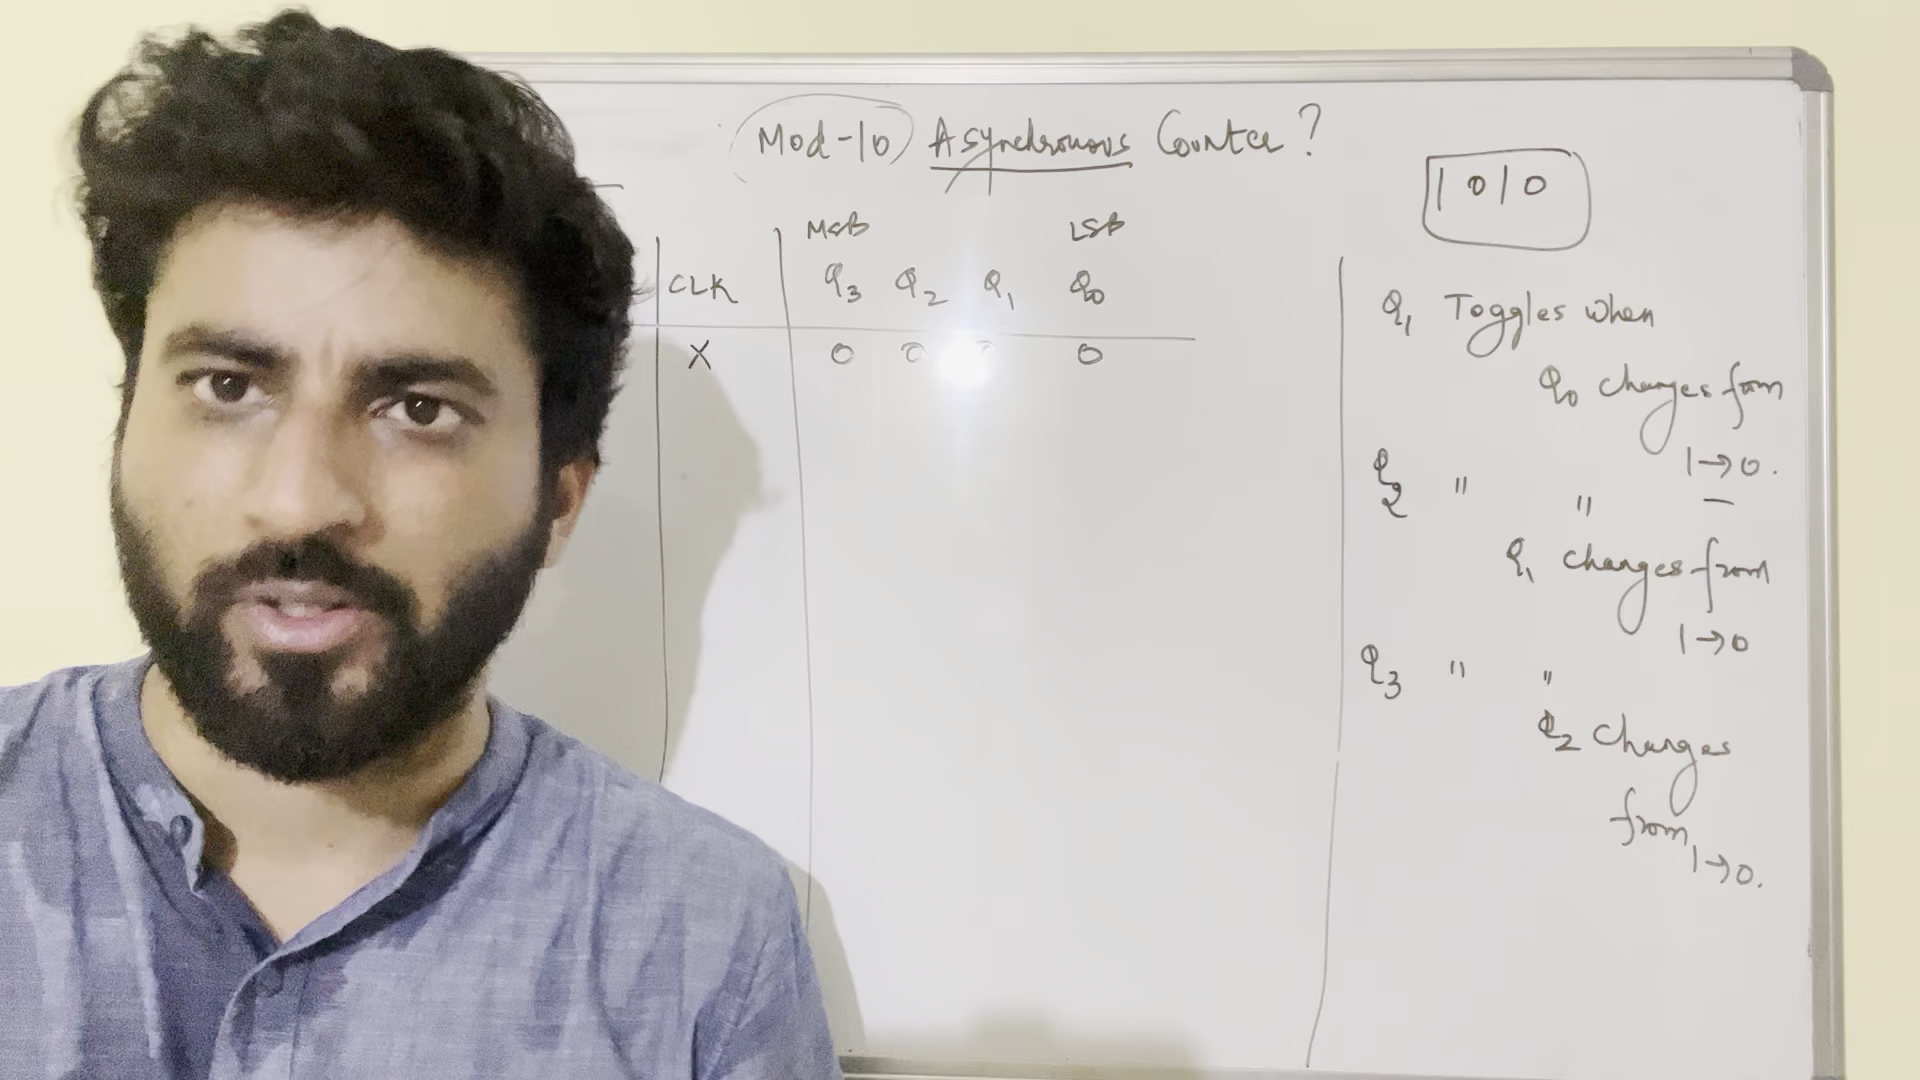 Mod-10 Asynchronous Counter?
1010
MSB LSB
CLK Q3 Q2 Q1 Q0
X 0 0 0 0
Q1 Toggles when
Q0 changes from
1→0.
Q2 " " —
Q1 changes from
1→0
Q3 " "
Q2 changes
from
1→0.